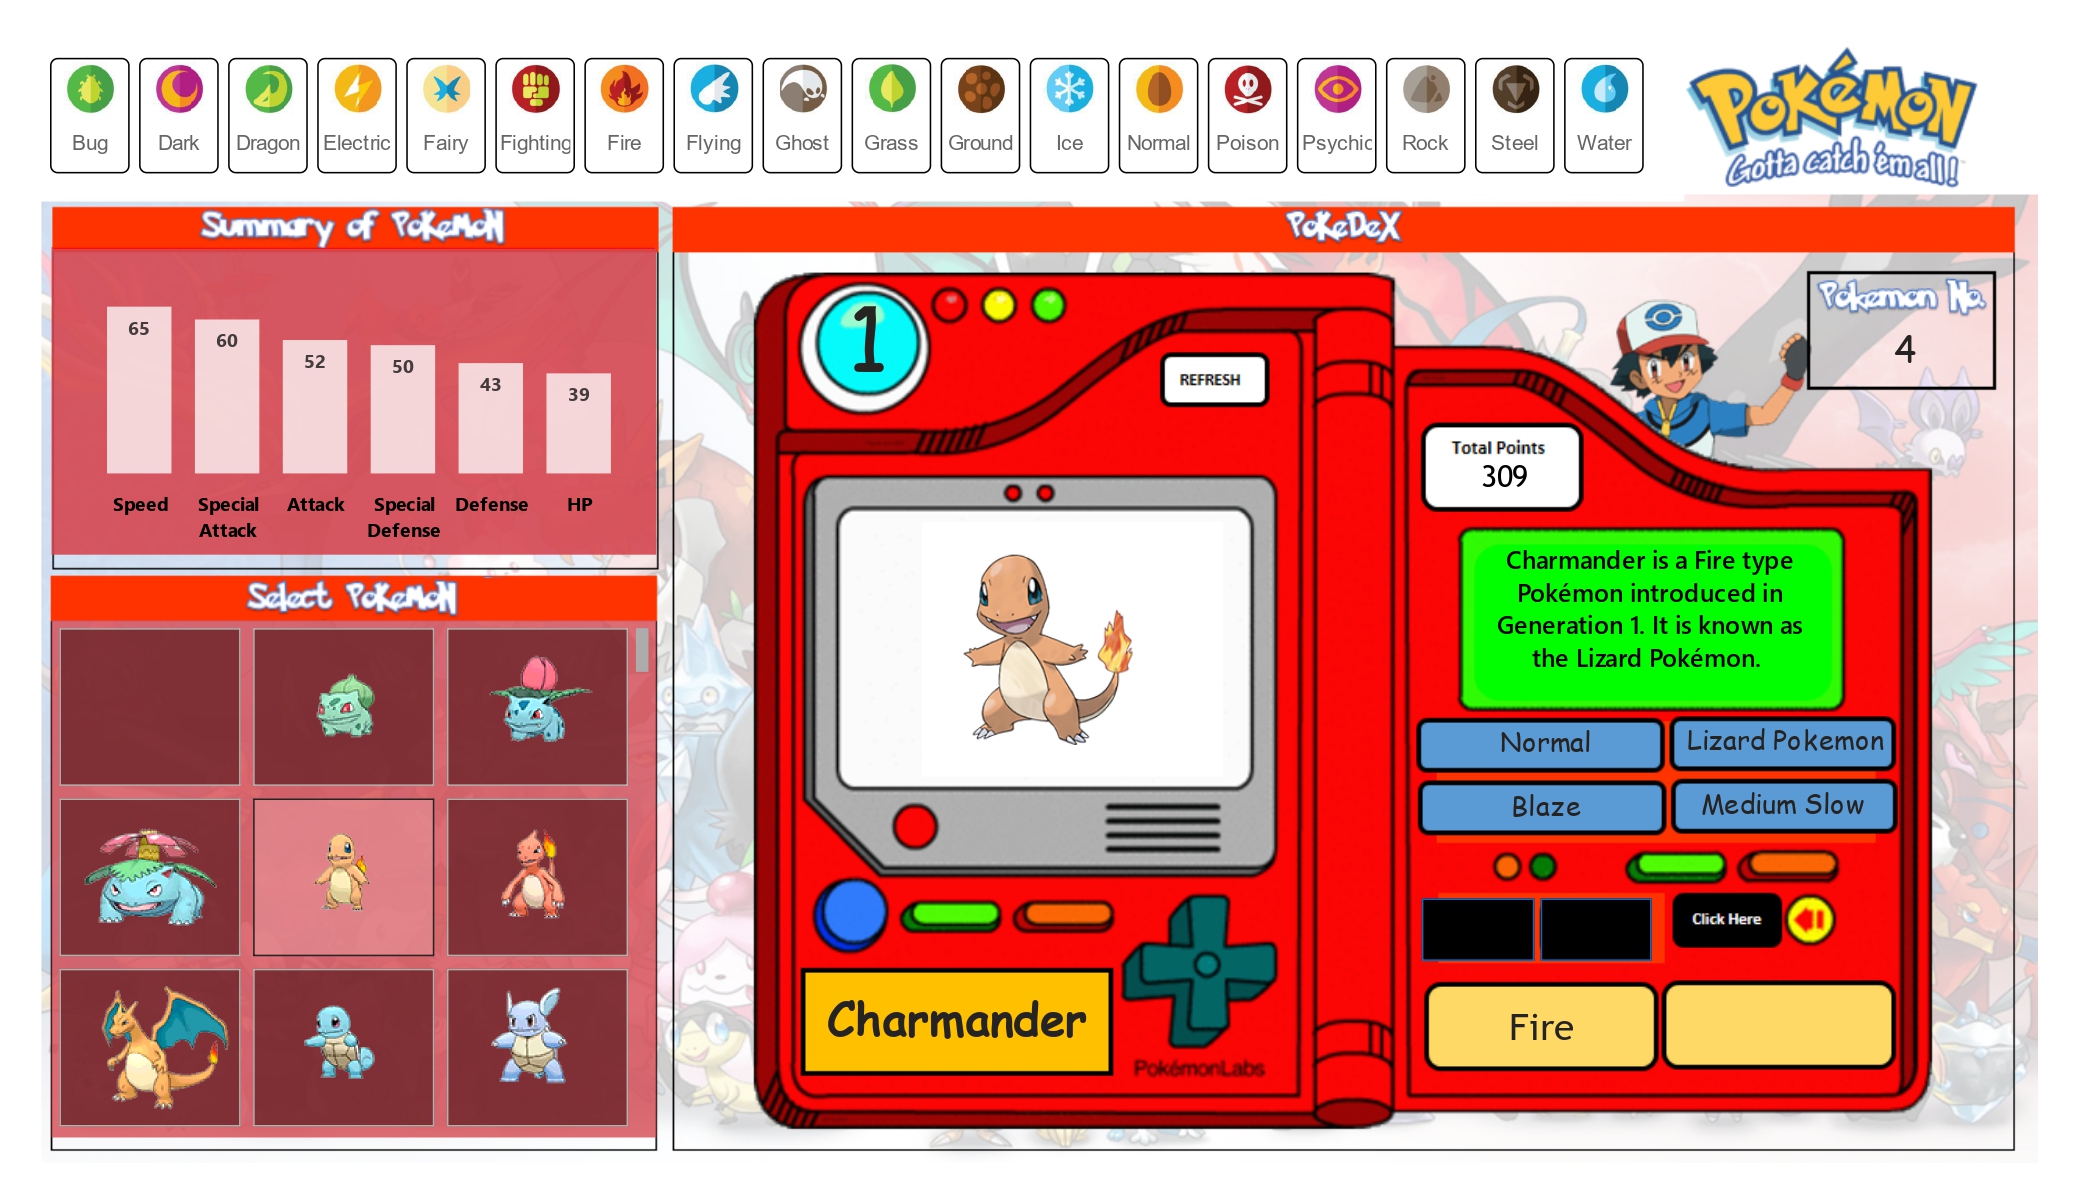 Bug
Dark
Dragon
Electric
Fairy
Fighting
Fire
Flying
Ghost
Grass
Ground
Ice
Normal
Poison
Psychic
Rock
Steel
Water
Pokémon
Gotta catch 'em all!
Summary of PoKeMoN
65
60
52
50
43
39
Speed
Special
Attack
Attack
Special
Defense
Defense
HP
Select PoKeMoN
PoKeDeX
1
REFRESH
Pokemon No.
4
Total Points
309
Charmander is a Fire type
Pokémon introduced in
Generation 1. It is known as
the Lizard Pokémon.
Normal
Lizard Pokemon
Blaze
Medium Slow
Click Here
Charmander
PokémonLabs
Fire